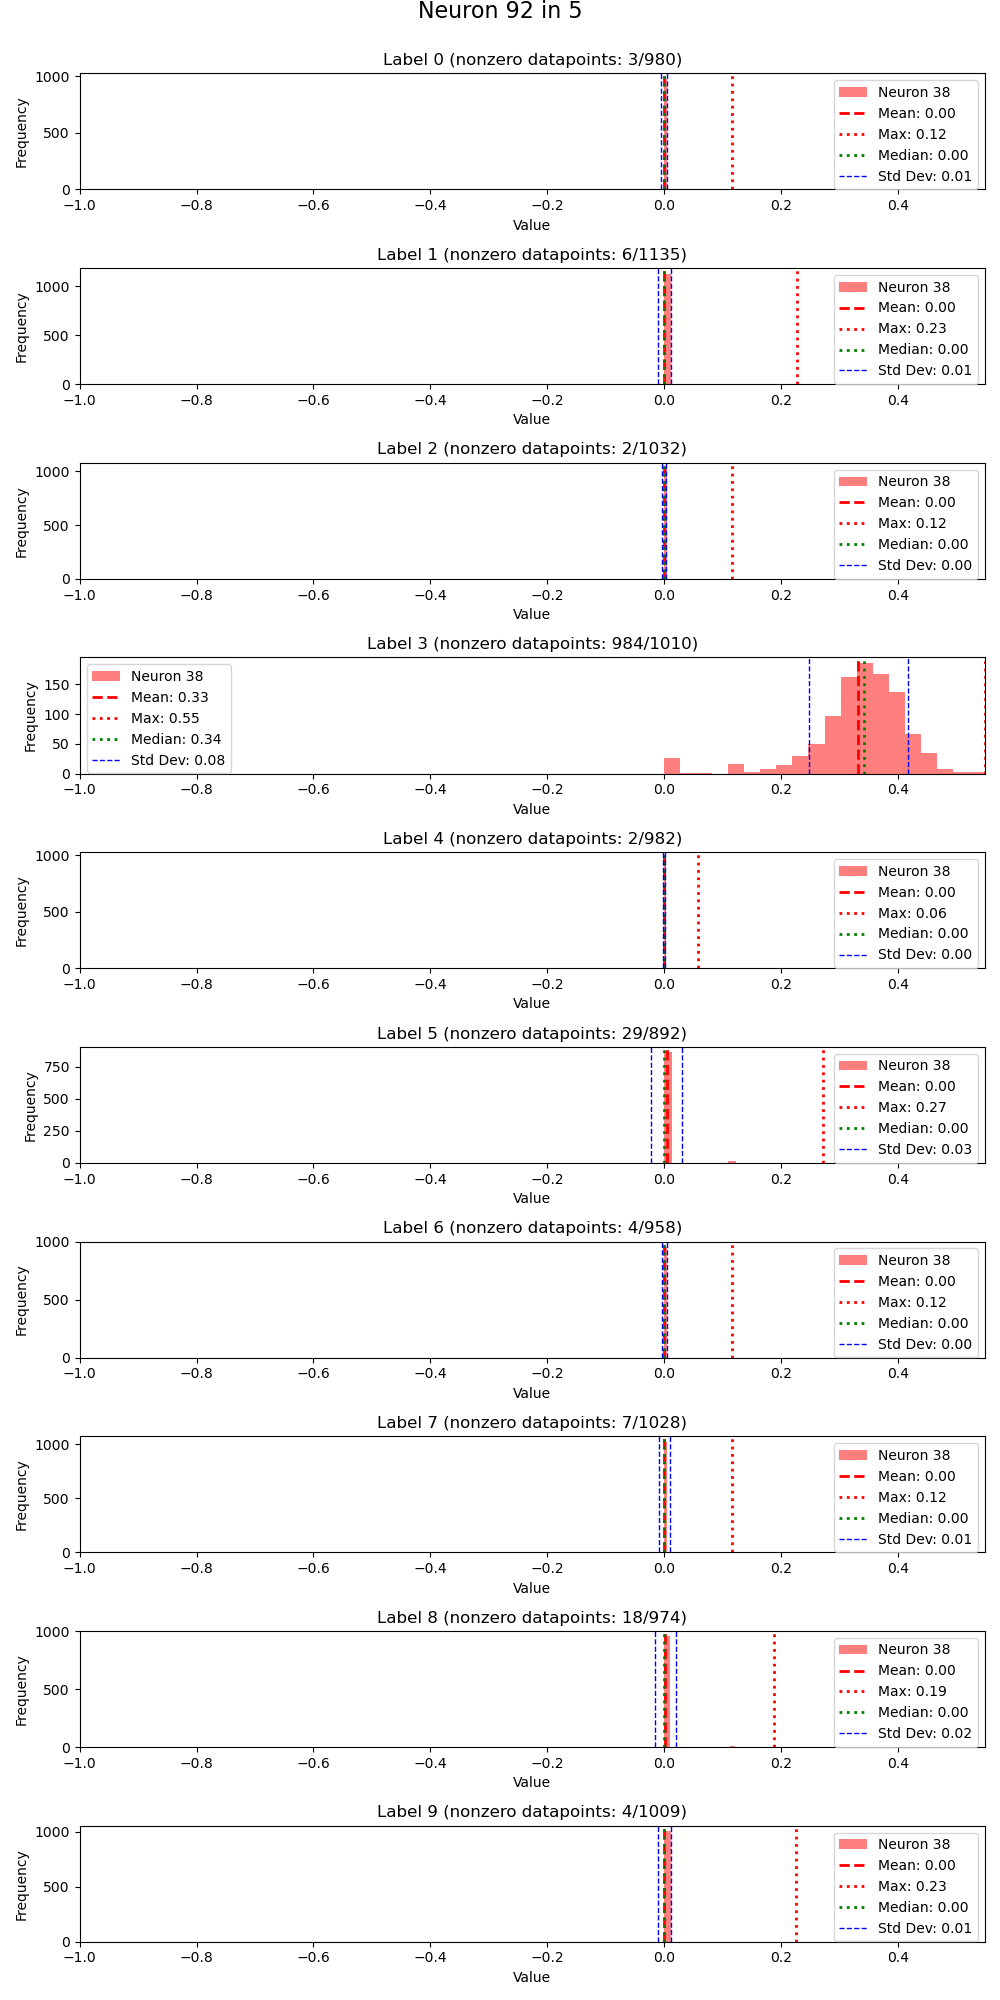 Neuron 92 in 5
Label 0 (nonzero datapoints: 3/980)
1000
500
0
Frequency
−1.0 −0.8 −0.6 −0.4 −0.2 0.0 0.2 0.4
Value
Neuron 38
Mean: 0.00
Max: 0.12
Median: 0.00
Std Dev: 0.01
Label 1 (nonzero datapoints: 6/1135)
1000
500
0
Frequency
−1.0 −0.8 −0.6 −0.4 −0.2 0.0 0.2 0.4
Value
Neuron 38
Mean: 0.00
Max: 0.23
Median: 0.00
Std Dev: 0.01
Label 2 (nonzero datapoints: 2/1032)
1000
500
0
Frequency
−1.0 −0.8 −0.6 −0.4 −0.2 0.0 0.2 0.4
Value
Neuron 38
Mean: 0.00
Max: 0.12
Median: 0.00
Std Dev: 0.00
Label 3 (nonzero datapoints: 984/1010)
150
100
50
0
Frequency
−1.0 −0.8 −0.6 −0.4 −0.2 0.0 0.2 0.4
Value
Neuron 38
Mean: 0.33
Max: 0.55
Median: 0.34
Std Dev: 0.08
Label 4 (nonzero datapoints: 2/982)
1000
500
0
Frequency
−1.0 −0.8 −0.6 −0.4 −0.2 0.0 0.2 0.4
Value
Neuron 38
Mean: 0.00
Max: 0.06
Median: 0.00
Std Dev: 0.00
Label 5 (nonzero datapoints: 29/892)
750
500
250
0
Frequency
−1.0 −0.8 −0.6 −0.4 −0.2 0.0 0.2 0.4
Value
Neuron 38
Mean: 0.00
Max: 0.27
Median: 0.00
Std Dev: 0.03
Label 6 (nonzero datapoints: 4/958)
1000
500
0
Frequency
−1.0 −0.8 −0.6 −0.4 −0.2 0.0 0.2 0.4
Value
Neuron 38
Mean: 0.00
Max: 0.12
Median: 0.00
Std Dev: 0.00
Label 7 (nonzero datapoints: 7/1028)
1000
500
0
Frequency
−1.0 −0.8 −0.6 −0.4 −0.2 0.0 0.2 0.4
Value
Neuron 38
Mean: 0.00
Max: 0.12
Median: 0.00
Std Dev: 0.01
Label 8 (nonzero datapoints: 18/974)
1000
500
0
Frequency
−1.0 −0.8 −0.6 −0.4 −0.2 0.0 0.2 0.4
Value
Neuron 38
Mean: 0.00
Max: 0.19
Median: 0.00
Std Dev: 0.02
Label 9 (nonzero datapoints: 4/1009)
1000
500
0
Frequency
−1.0 −0.8 −0.6 −0.4 −0.2 0.0 0.2 0.4
Value
Neuron 38
Mean: 0.00
Max: 0.23
Median: 0.00
Std Dev: 0.01